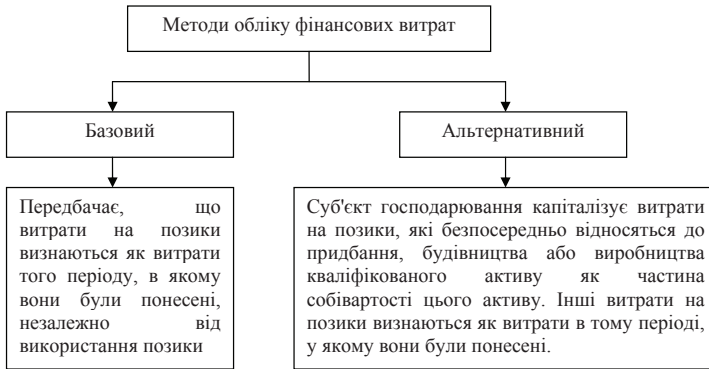 Методи обліку фінансових витрат
Базовий
Альтернативний
Передбачає, що
витрати на позики
визнаються як витрати
того періоду, в якому
вони були понесені,
незалежно від
використання позики
Суб'єкт господарювання капіталізує витрати
на позики, які безпосередньо відносяться до
придбання, будівництва або виробництва
кваліфікованого активу як частина
собівартості цього активу. Інші витрати на
позики визнаються як витрати в тому періоді,
у якому вони були понесені.